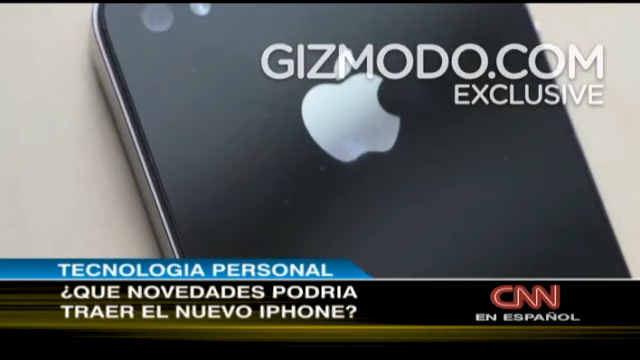 GIZMODO.COM
EXCLUSIVE
TECNOLOGIA PERSONAL
¿QUE NOVEDADES PODRIA
TRAER EL NUEVO IPHONE?
CNN
EN ESPAÑOL